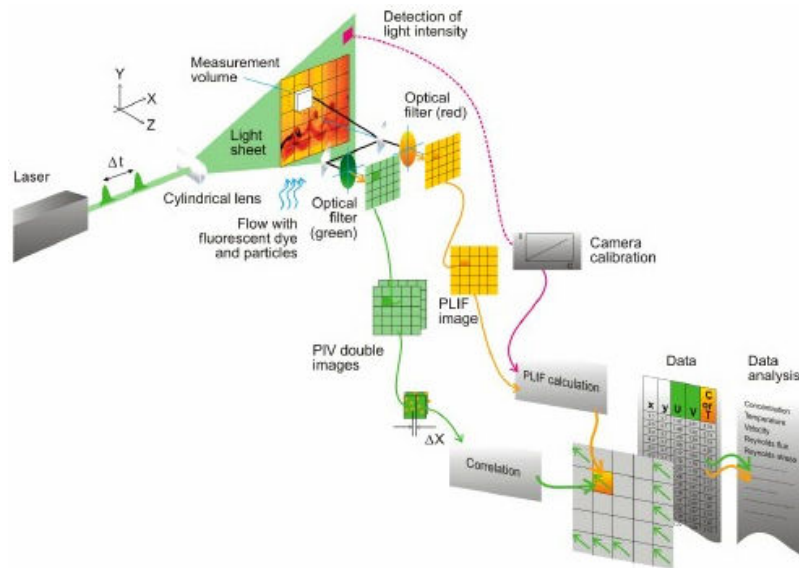 Detection of
light intensity
Measurement
volume
Y
X
Z
Optical
filter (red)
Δt
Light
sheet
Laser
Cylindrical lens
Optical
filter
(green)
Flow with
fluorescent dye
and particles
Camera
calibration
PLIF
image
PIV double
images
Data
Data
analysis
PLIF calculation
x y U V C or T
Concentration
Temperature
Velocity
Reynolds flux
Reynolds stress
ΔX
Correlation